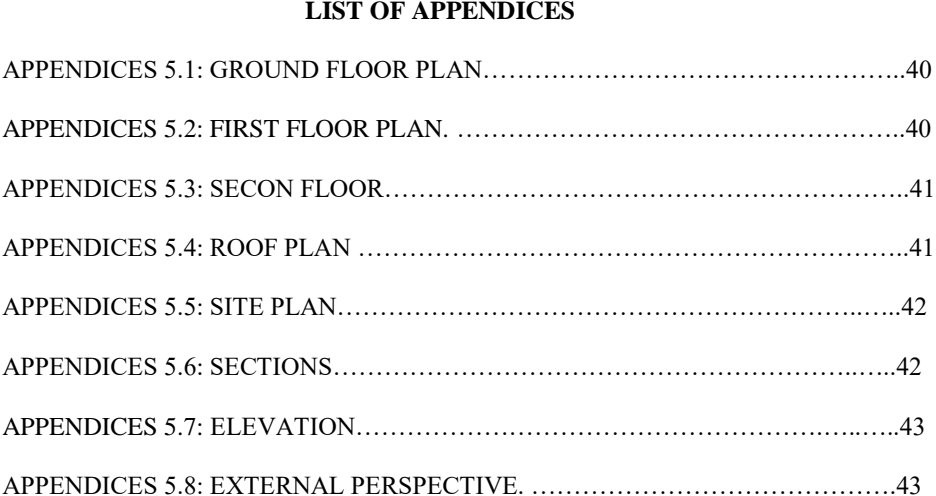 LIST OF APPENDICES
APPENDICES 5.1: GROUND FLOOR PLAN…………………………………………………..40
APPENDICES 5.2: FIRST FLOOR PLAN. ……………………………………………………..40
APPENDICES 5.3: SECON FLOOR……………………………………………………………..41
APPENDICES 5.4: ROOF PLAN ………………………………………………………………..41
APPENDICES 5.5: SITE PLAN……………………………………………………………..…..42
APPENDICES 5.6: SECTIONS……………………………………………………………..…..42
APPENDICES 5.7: ELEVATION…………………………………………………………..…..43
APPENDICES 5.8: EXTERNAL PERSPECTIVE. ……………………………………………43